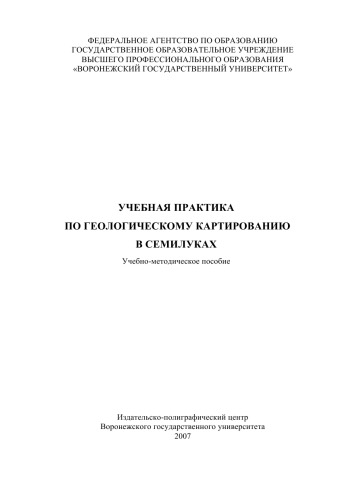 ФЕДЕРАЛЬНОЕ АГЕНТСТВО ПО ОБРАЗОВАНИЮ
ГОСУДАРСТВЕННОЕ ОБРАЗОВАТЕЛЬНОЕ УЧРЕЖДЕНИЕ
ВЫСШЕГО ПРОФЕССИОНАЛЬНОГО ОБРАЗОВАНИЯ
«ВОРОНЕЖСКИЙ ГОСУДАРСТВЕННЫЙ УНИВЕРСИТЕТ»
УЧЕБНАЯ ПРАКТИКА
ПО ГЕОЛОГИЧЕСКОМУ КАРТИРОВАНИЮ
В СЕМИЛУКАХ
Учебно-методическое пособие
Издательско-полиграфический центр
Воронежского государственного университета
2007